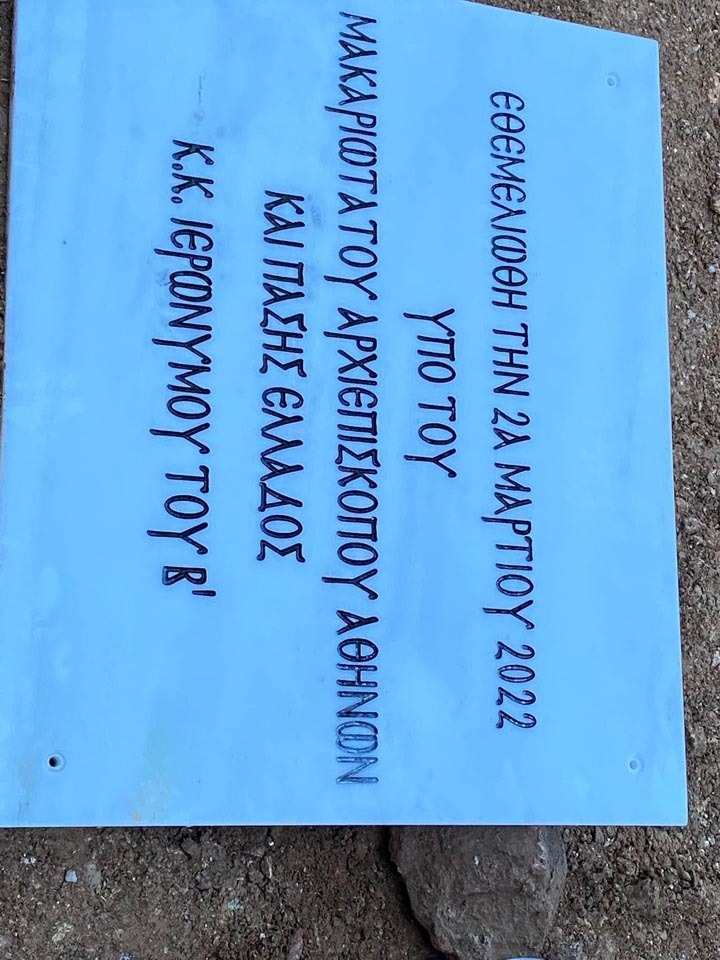 ΕΘΕΜΕΛΙΩΘΗ ΤΗΝ 2Α ΜΑΡΤΙΟΥ 2022
ΥΠΟ ΤΟΥ
ΜΑΚΑΡΙΩΤΑΤΟΥ ΑΡΧΙΕΠΙΣΚΟΠΟΥ ΑΘΗΝΩΝ
ΚΑΙ ΠΑΣΗΣ ΕΛΛΑΔΟΣ
Κ.Κ. ΙΕΡΩΝΥΜΟΥ ΤΟΥ Β'